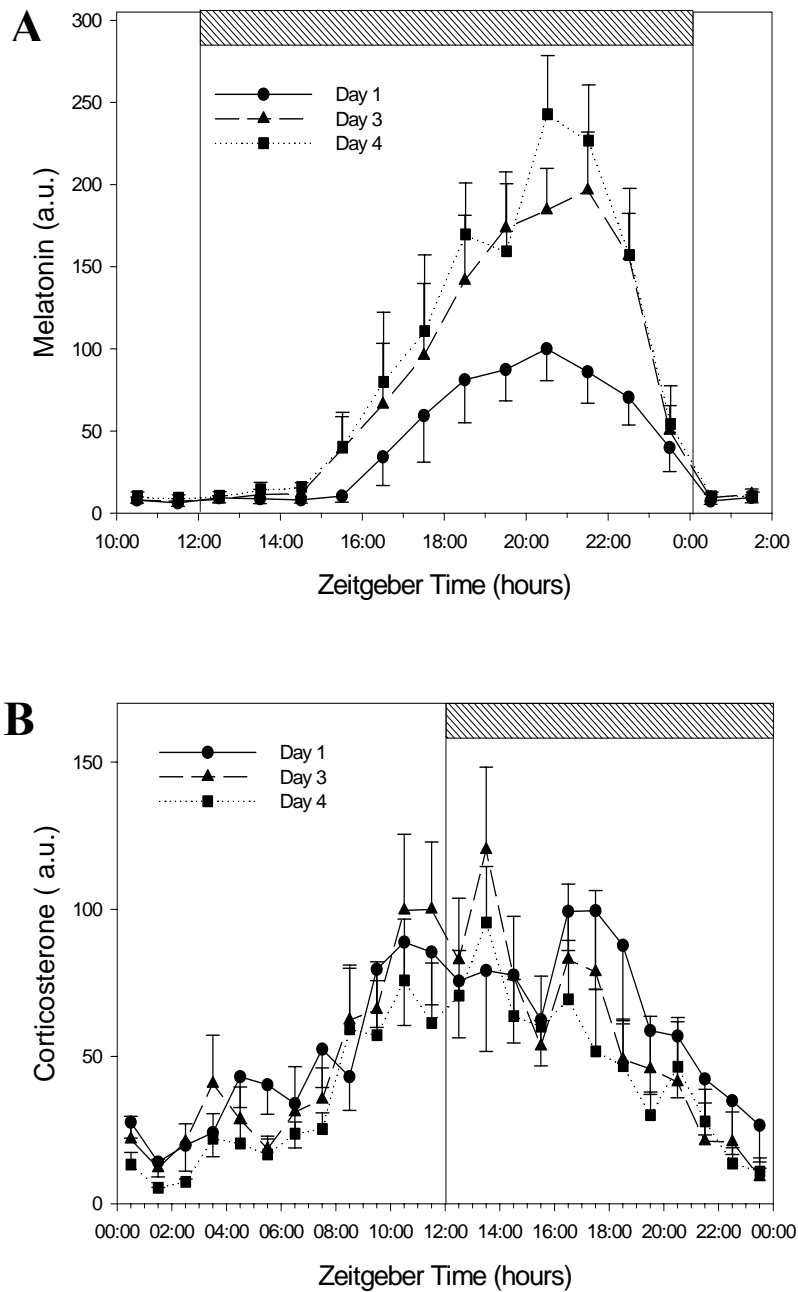 A
300
250
200
150
100
50
0
Melatonin (a.u.)
Day 1
Day 3
Day 4
10:00 12:00 14:00 16:00 18:00 20:00 22:00 0:00 2:00
Zeitgeber Time (hours)
B
150
100
50
0
Corticosterone ( a.u.)
Day 1
Day 3
Day 4
00:00 02:00 04:00 06:00 08:00 10:00 12:00 14:00 16:00 18:00 20:00 22:00 00:00
Zeitgeber Time (hours)